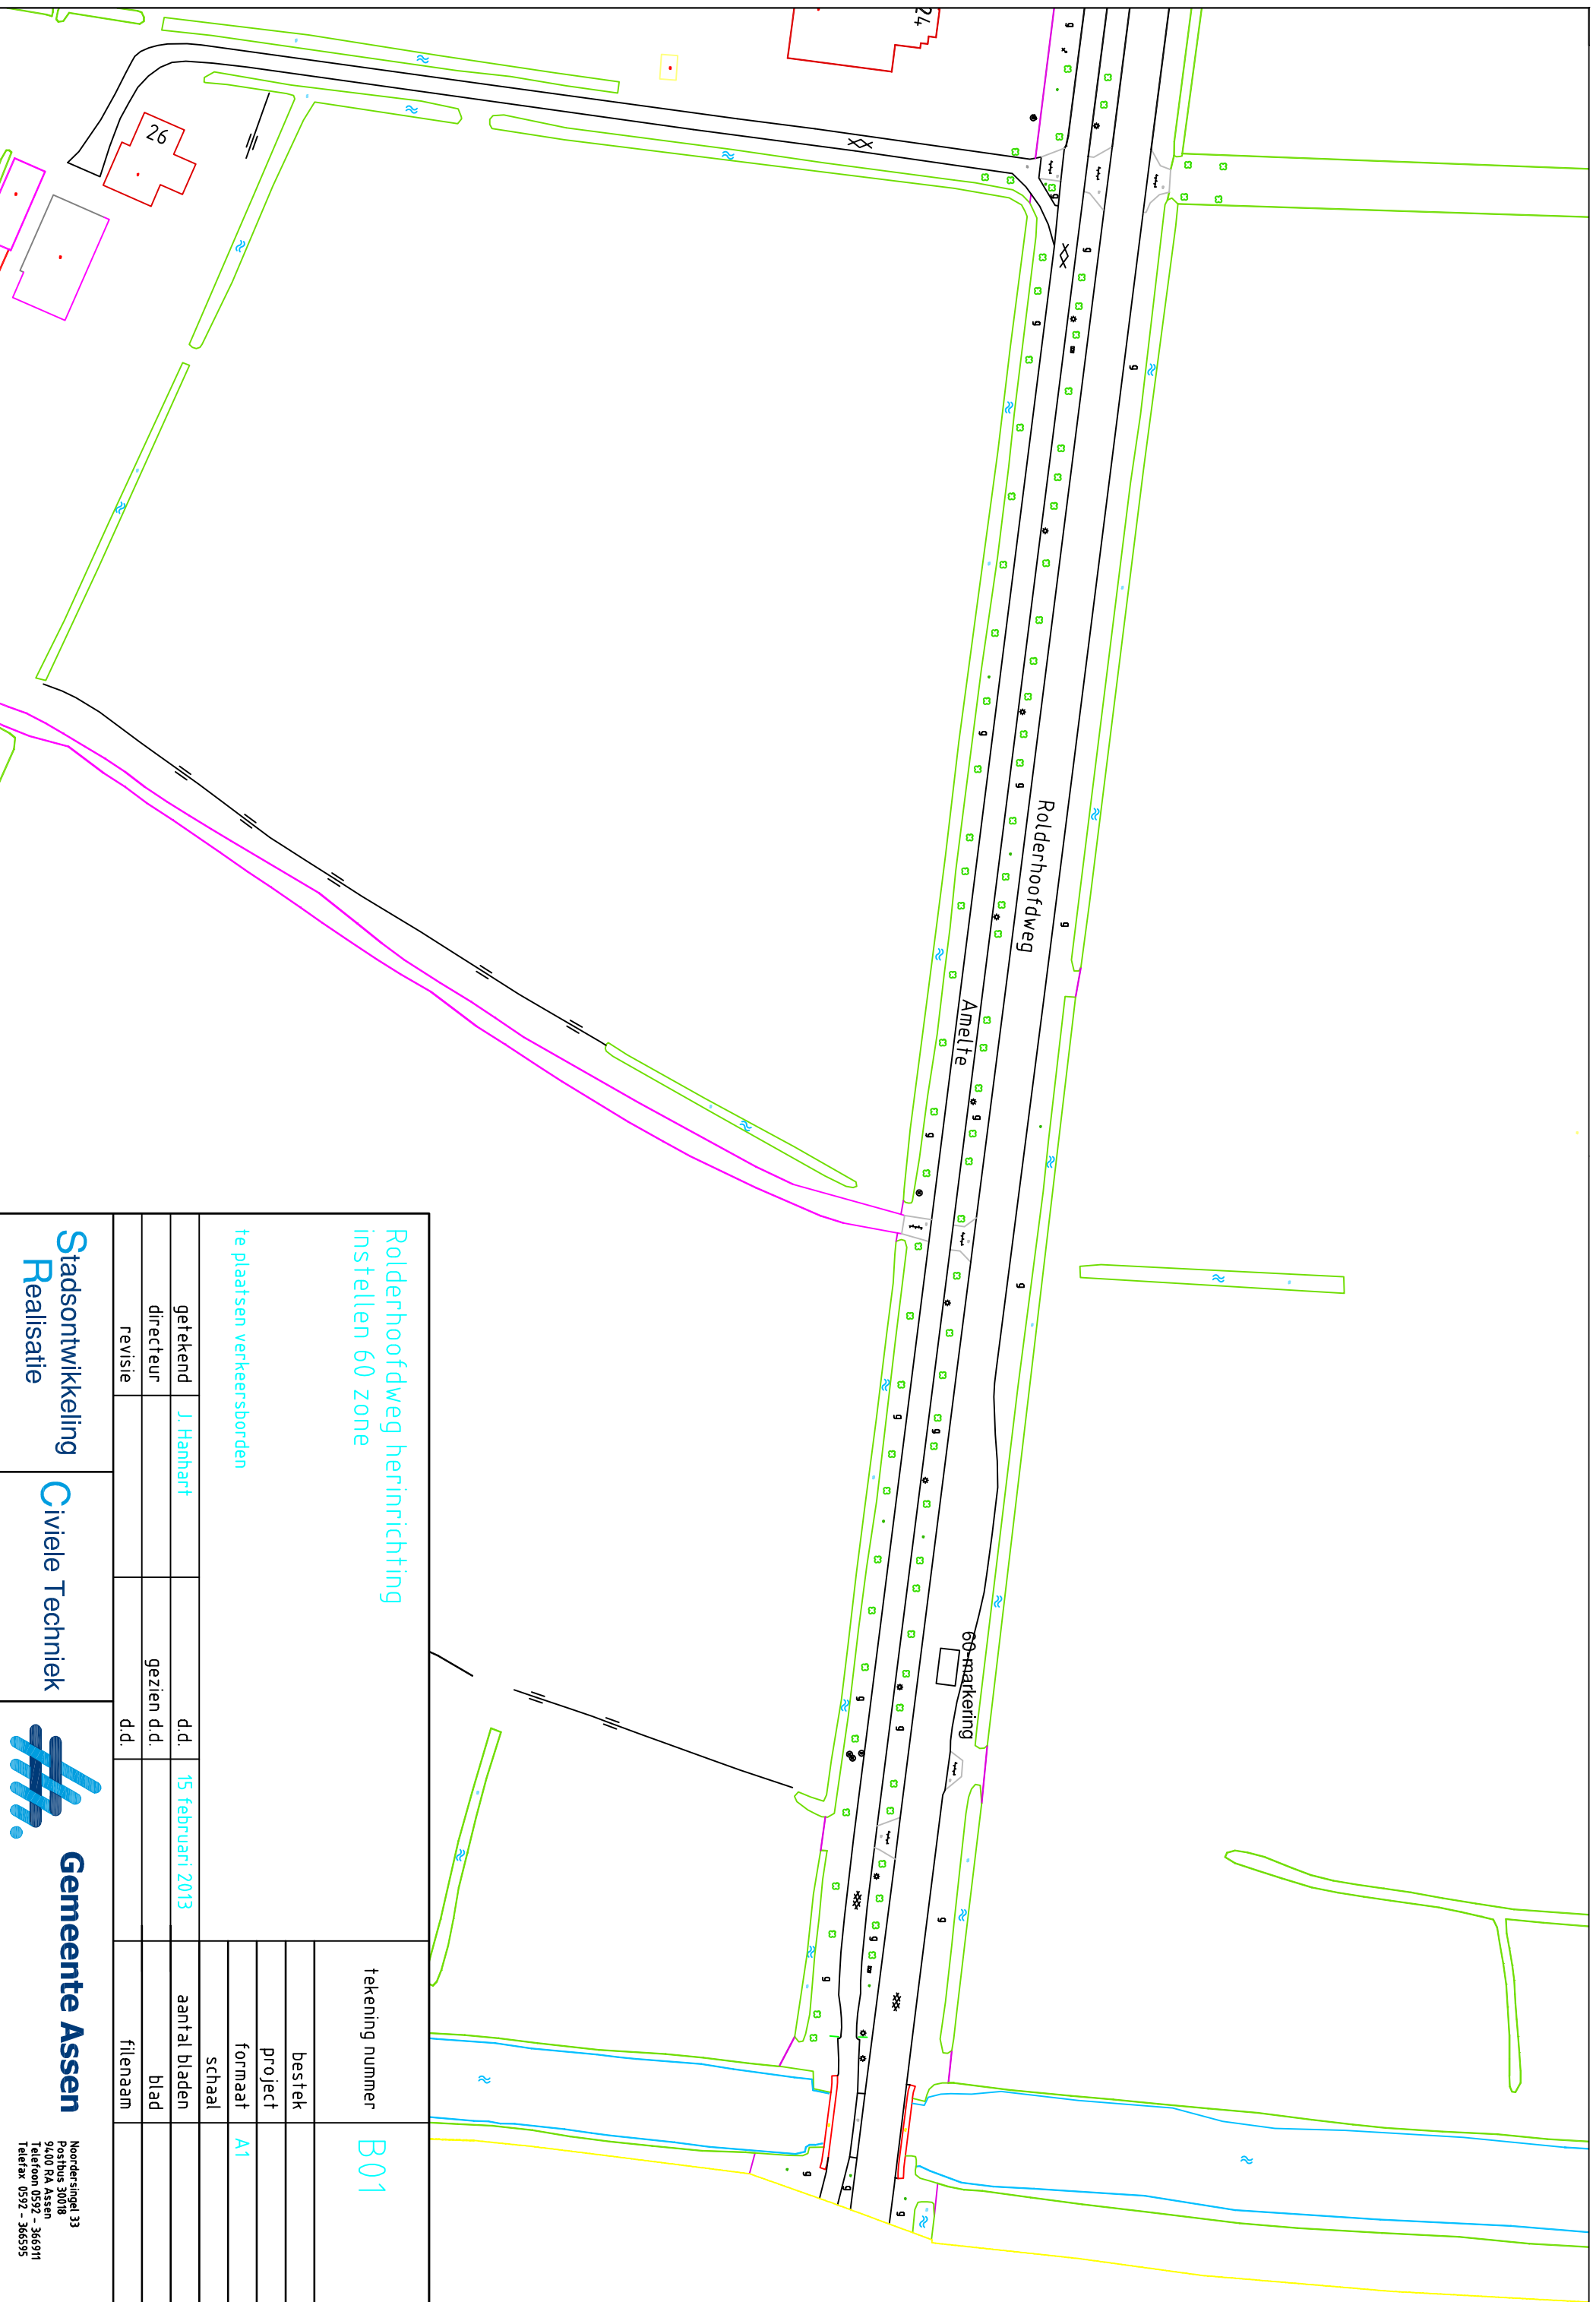 24
26
Rolderhoofdweg
Amelte
60-markering
Rolderhoofdweg herinrichting
instellen 60 zone
te plaatsen verkeersborden
getekend J. Hanhart d.d. 15 februari 2013
directeur gezien d.d.
revisie d.d.
tekening nummer B01
bestek
project
formaat A1
schaal
aantal bladen
blad
filenaam
Stadsontwikkeling
Realisatie
Civiele Techniek
Gemeente Assen
Noordersingel 33
Postbus 30018
9400 RA Assen
Telefoon 0592 - 366911
Telefax 0592 - 366595